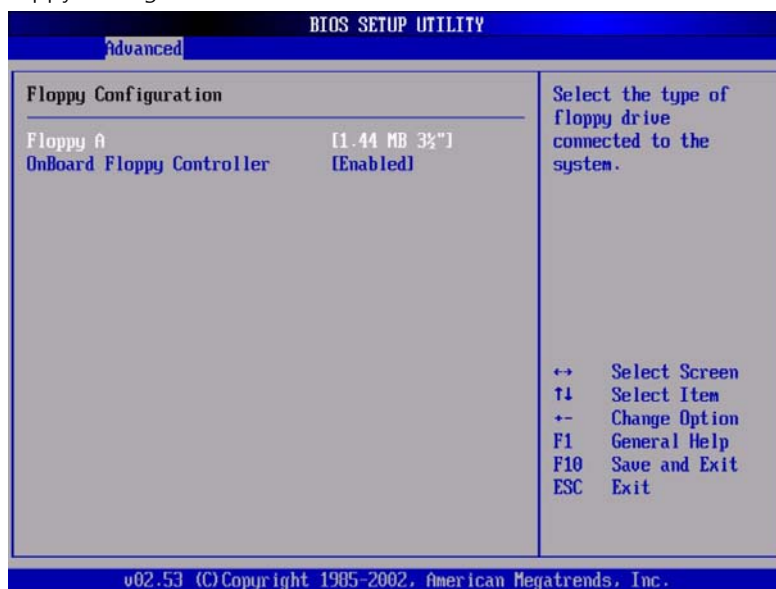 BIOS SETUP UTILITY
Advanced
Floppy Configuration
Floppy A [1.44 MB 3½"]
OnBoard Floppy Controller [Enabled]
Select the type of
floppy drive
connected to the
system.
↔ Select Screen
↑↓ Select Item
+- Change Option
F1 General Help
F10 Save and Exit
ESC Exit
v02.53 (C)Copyright 1985-2002, American Megatrends, Inc.